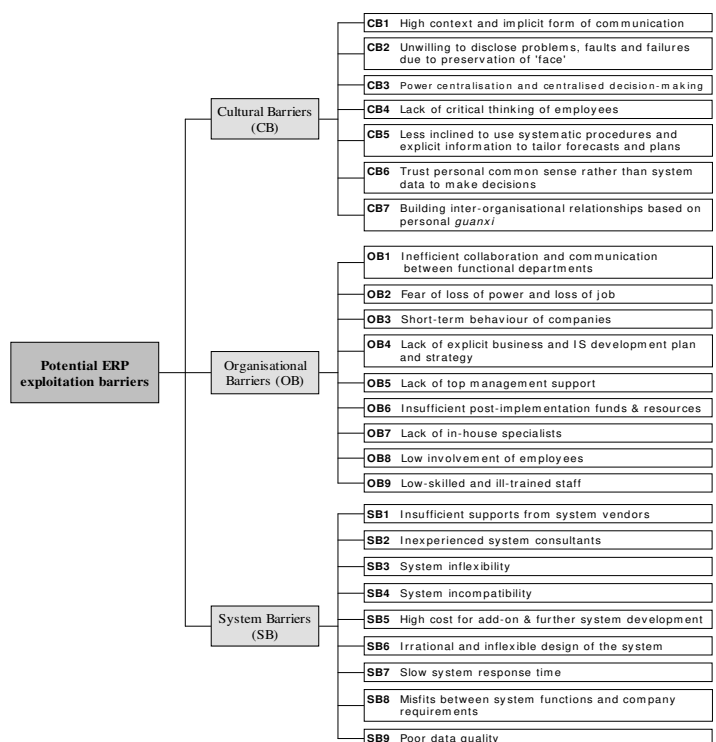 CB1 High context and implicit form of communication
CB2 Unwilling to disclose problems, faults and failures
due to preservation of 'face'
CB3 Power centralisation and centralised decision-making
CB4 Lack of critical thinking of employees
CB5 Less inclined to use systematic procedures and
explicit information to tailor forecasts and plans
CB6 Trust personal common sense rather than system
data to make decisions
CB7 Building inter-organisational relationships based on
personal guanxi
Cultural Barriers
(CB)
OB1 Inefficient collaboration and communication
between functional departments
OB2 Fear of loss of power and loss of job
OB3 Short-term behaviour of companies
OB4 Lack of explicit business and IS development plan
and strategy
OB5 Lack of top management support
OB6 Insufficient post-implementation funds & resources
OB7 Lack of in-house specialists
OB8 Low involvement of employees
OB9 Low-skilled and ill-trained staff
Potential ERP
exploitation barriers
Organisational
Barriers (OB)
SB1 Insufficient supports from system vendors
SB2 Inexperienced system consultants
SB3 System inflexibility
SB4 System incompatibility
SB5 High cost for add-on & further system development
SB6 Irrational and inflexible design of the system
SB7 Slow system response time
SB8 Misfits between system functions and company
requirements
SB9 Poor data quality
System Barriers
(SB)